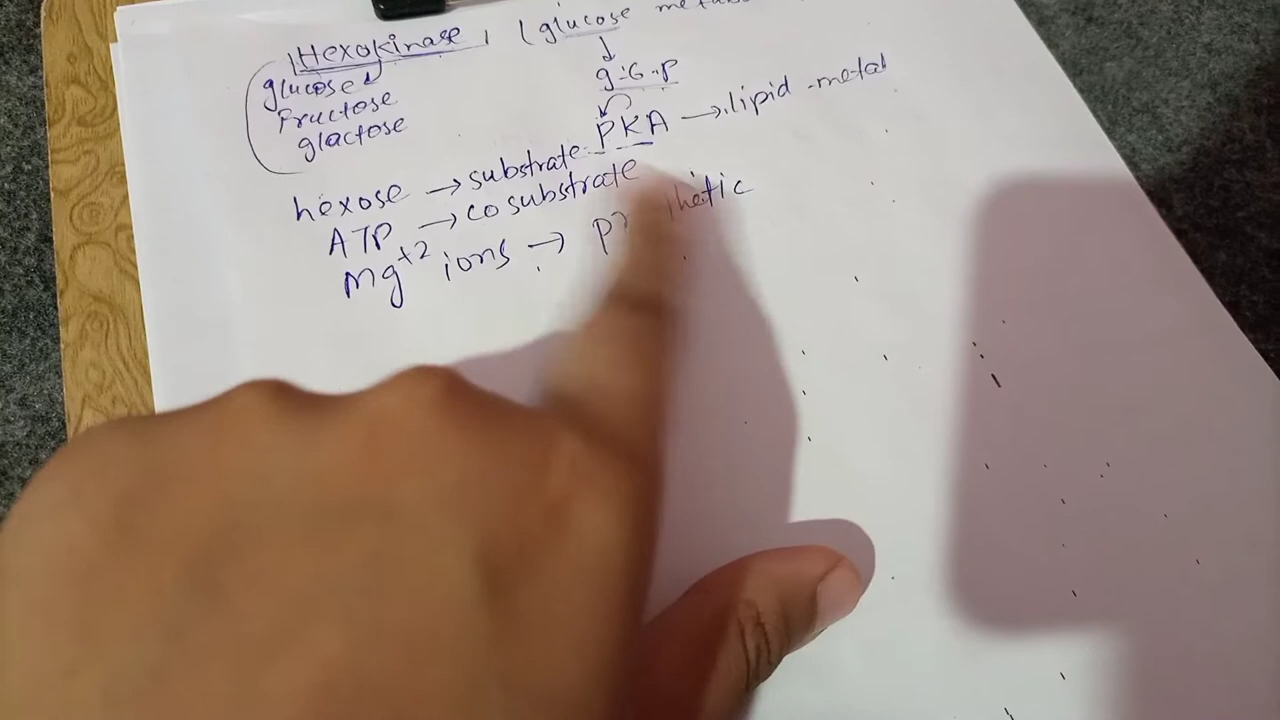 Hexokinase, (glucose
glucose
fructose
glactose
g-6-p
PKA → lipid metal
hexose → substrate
ATP → cosubstrate
Mg+2 ions →